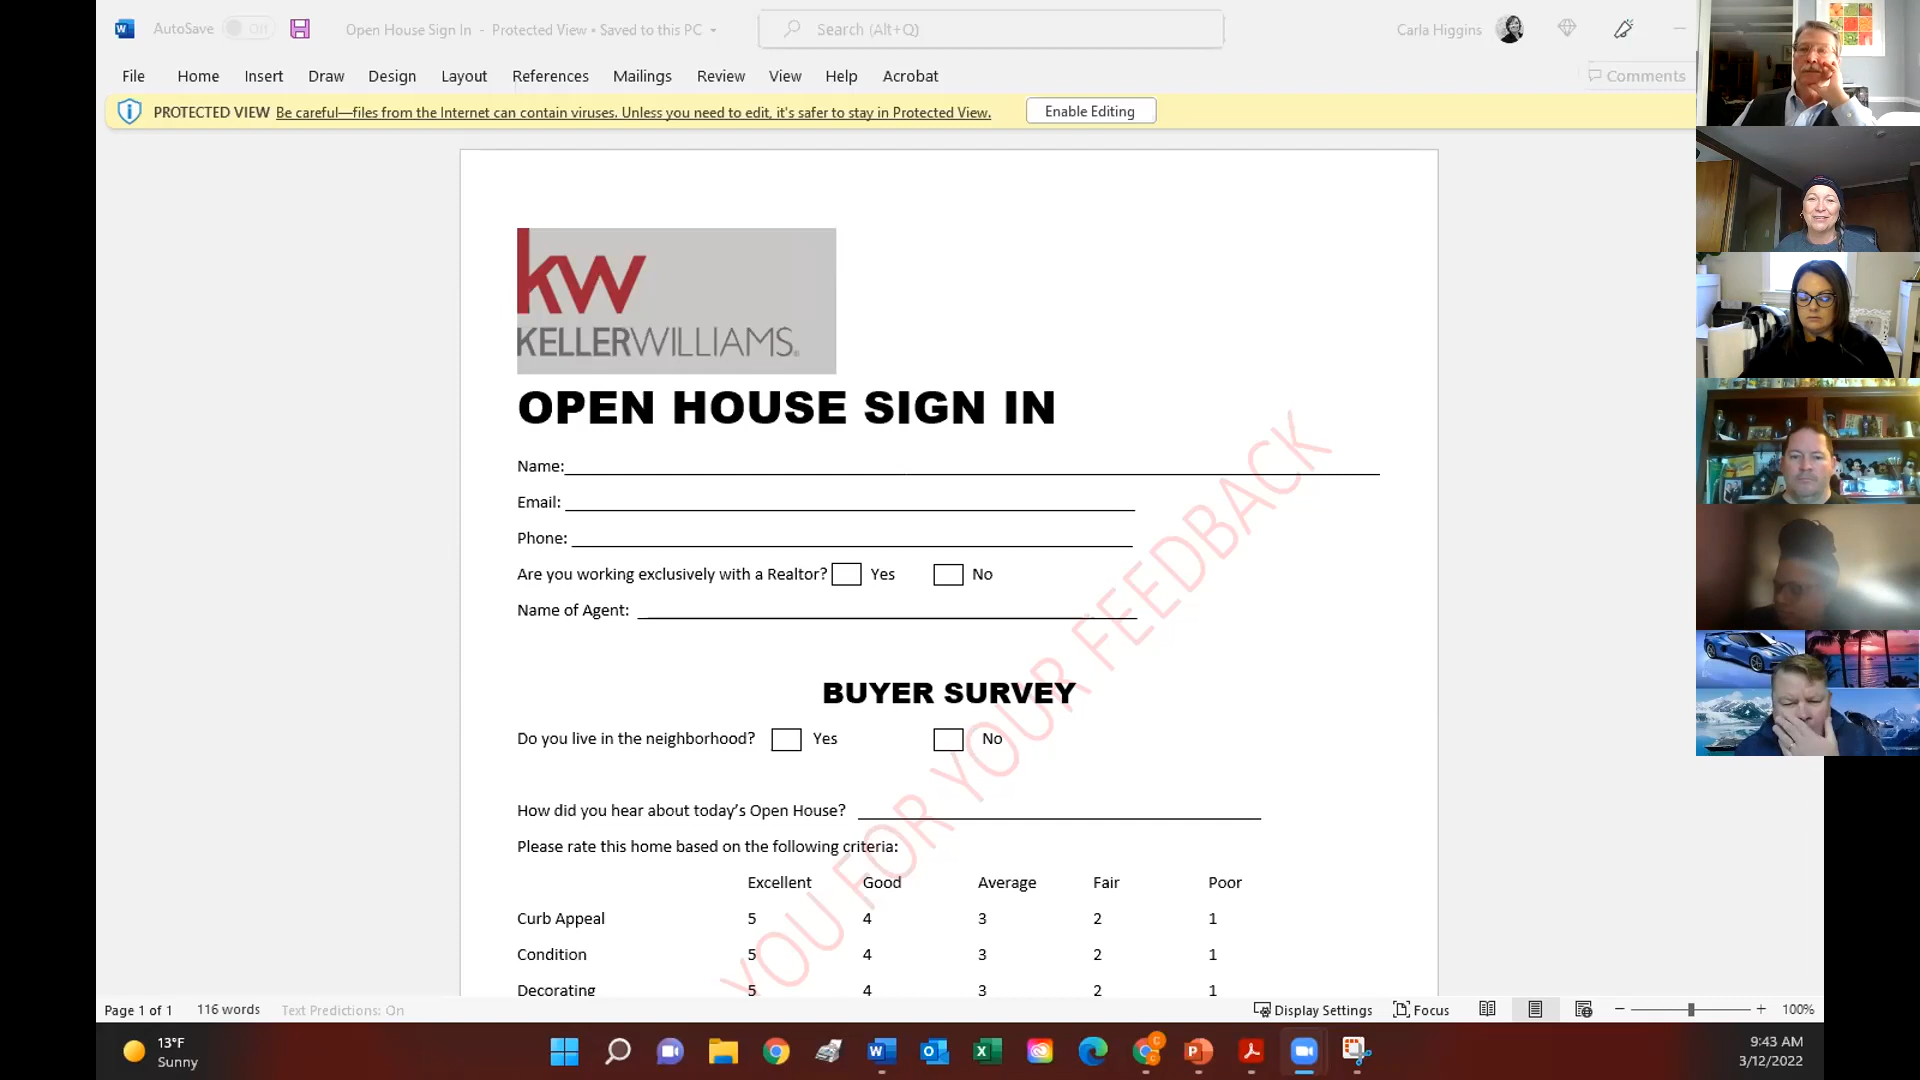 AutoSave Off Open House Sign In - Protected View • Saved to this PC Search (Alt+Q) Carla Higgins
File Home Insert Draw Design Layout References Mailings Review View Help Acrobat Comments
PROTECTED VIEW Be careful—files from the Internet can contain viruses. Unless you need to edit, it's safer to stay in Protected View. Enable Editing
kw
KELLERWILLIAMS.
OPEN HOUSE SIGN IN
Name:
Email:
Phone:
Are you working exclusively with a Realtor? Yes No
Name of Agent:
BUYER SURVEY
Do you live in the neighborhood? Yes No
How did you hear about today's Open House?
Please rate this home based on the following criteria:
Excellent Good Average Fair Poor
Curb Appeal 5 4 3 2 1
Condition 5 4 3 2 1
Decorating 5 4 3 2 1
YOU FOR YOUR FEEDBACK
Page 1 of 1 116 words Text Predictions: On Display Settings Focus 100%
13°F
Sunny
9:43 AM
3/12/2022